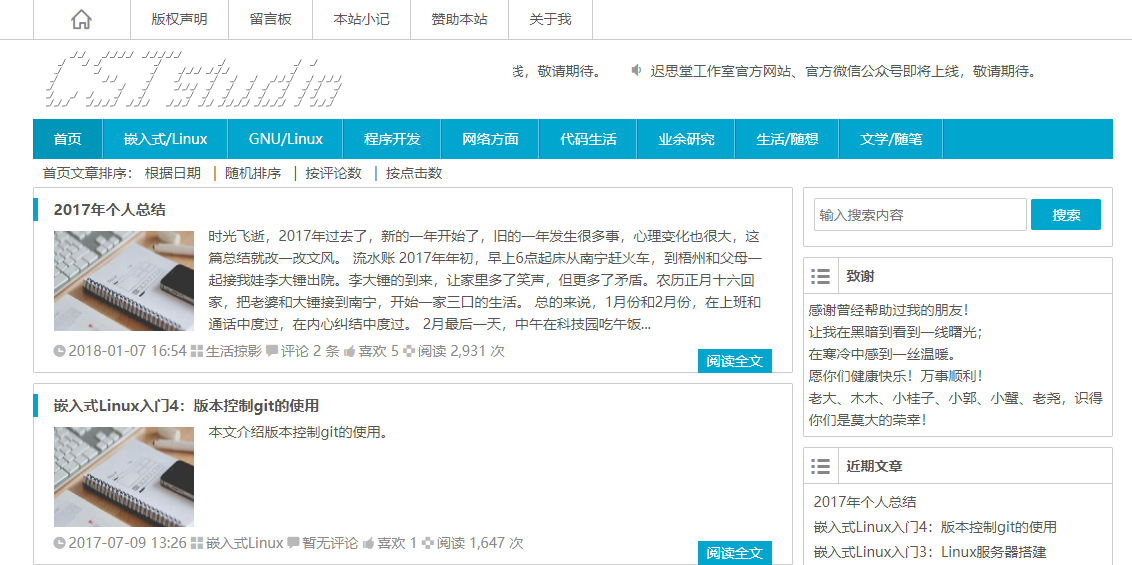 版权声明 留言板 本站小记 赞助本站 关于我
CSTstudo
线，敬请期待。 迟思堂工作室官方网站、官方微信公众号即将上线，敬请期待。
首页 嵌入式/Linux GNU/Linux 程序开发 网络方面 代码生活 业余研究 生活/随想 文学/随笔
首页文章排序： 根据日期 | 随机排序 | 按评论数 | 按点击数
2017年个人总结
时光飞逝，2017年过去了，新的一年开始了，旧的一年发生很多事，心理变化也很大，这
篇总结就改一改文风。 流水账 2017年年初，早上6点起床从南宁赶火车，到梧州和父母一
起接我娃李大锤出院。李大锤的到来，让家里多了笑声，但更多了矛盾。农历正月十六回
家，把老婆和大锤接到南宁，开始一家三口的生活。 总的来说，1月份和2月份，在上班和
通话中度过，在内心纠结中度过。 2月最后一天，中午在科技园吃午饭...
2018-01-07 16:54 生活掠影 评论 2 条 喜欢 5 阅读 2,931 次
阅读全文
嵌入式Linux入门4：版本控制git的使用
本文介绍版本控制git的使用。
2017-07-09 13:26 嵌入式Linux 暂无评论 喜欢 1 阅读 1,647 次
阅读全文
输入搜索内容 搜索
致谢
感谢曾经帮助过我的朋友！
让我在黑暗到看到一线曙光；
在寒冷中感到一丝温暖。
愿你们健康快乐！万事顺利！
老大、木木、小桂子、小郭、小蟹、老尧，识得
你们是莫大的荣幸！
近期文章
2017年个人总结
嵌入式Linux入门4：版本控制git的使用
嵌入式Linux入门3：Linux服务器搭建